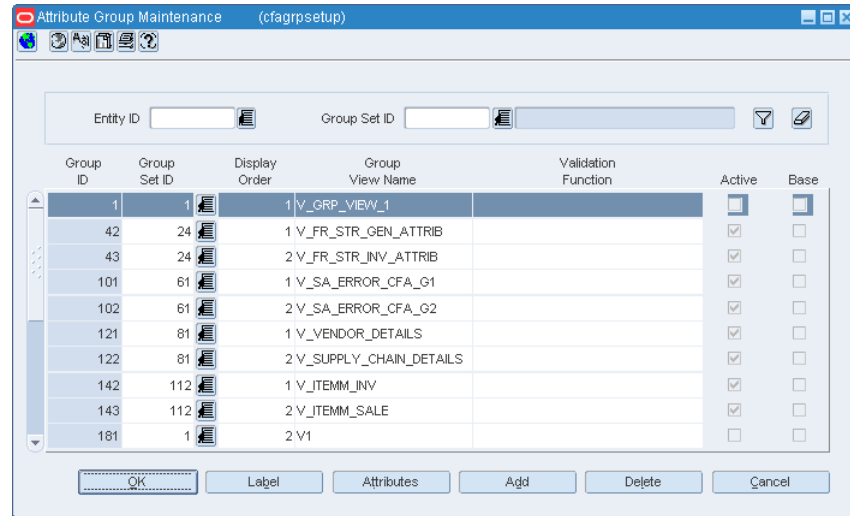 Attribute Group Maintenance (cfagrpsetup)
Entity ID Group Set ID
Group ID Group Set ID Display Order Group View Name Validation Function Active Base
1 1 1 V_GRP_VIEW_1
42 24 1 V_FR_STR_GEN_ATTRIB
43 24 2 V_FR_STR_INV_ATTRIB
101 61 1 V_SA_ERROR_CFA_G1
102 61 2 V_SA_ERROR_CFA_G2
121 81 1 V_VENDOR_DETAILS
122 81 2 V_SUPPLY_CHAIN_DETAILS
142 112 1 V_ITEMM_INV
143 112 2 V_ITEMM_SALE
181 1 2 V1
OK Label Attributes Add Delete Cancel